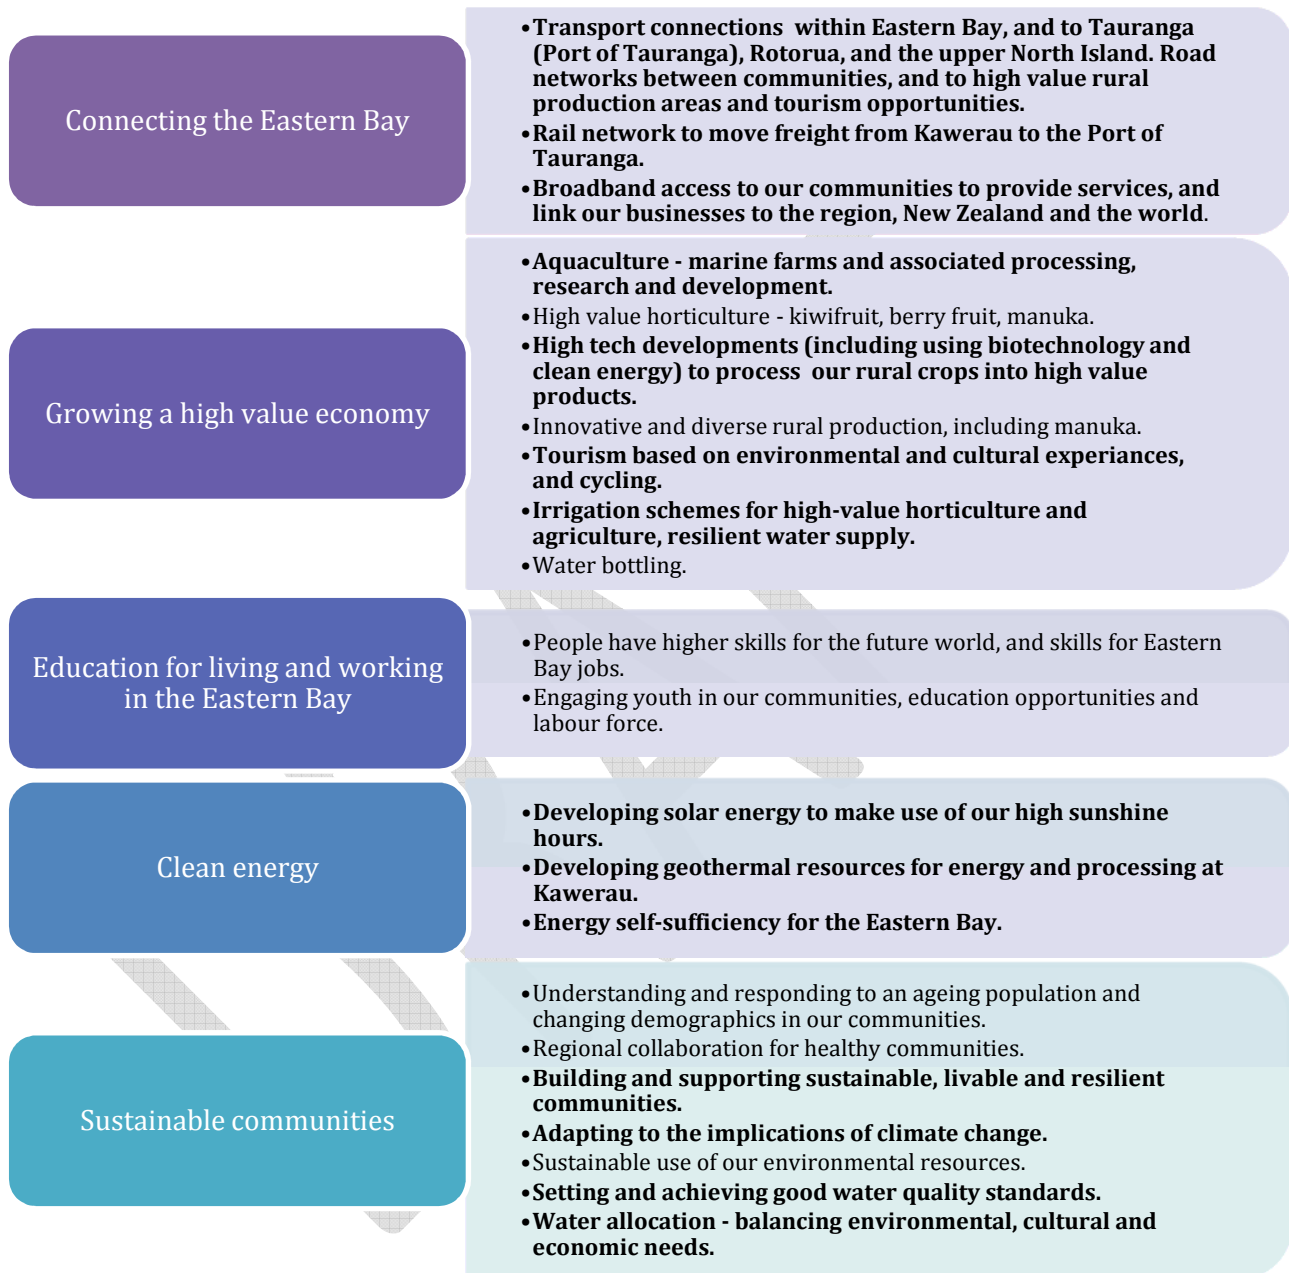 Connecting the Eastern Bay
•Transport connections within Eastern Bay, and to Tauranga
(Port of Tauranga), Rotorua, and the upper North Island. Road
networks between communities, and to high value rural
production areas and tourism opportunities.
•Rail network to move freight from Kawerau to the Port of
Tauranga.
•Broadband access to our communities to provide services, and
link our businesses to the region, New Zealand and the world.
Growing a high value economy
•Aquaculture - marine farms and associated processing,
research and development.
•High value horticulture - kiwifruit, berry fruit, manuka.
•High tech developments (including using biotechnology and
clean energy) to process our rural crops into high value
products.
•Innovative and diverse rural production, including manuka.
•Tourism based on environmental and cultural experiances,
and cycling.
•Irrigation schemes for high-value horticulture and
agriculture, resilient water supply.
•Water bottling.
Education for living and working
in the Eastern Bay
•People have higher skills for the future world, and skills for Eastern
Bay jobs.
•Engaging youth in our communities, education opportunities and
labour force.
Clean energy
•Developing solar energy to make use of our high sunshine
hours.
•Developing geothermal resources for energy and processing at
Kawerau.
•Energy self-sufficiency for the Eastern Bay.
Sustainable communities
•Understanding and responding to an ageing population and
changing demographics in our communities.
•Regional collaboration for healthy communities.
•Building and supporting sustainable, livable and resilient
communities.
•Adapting to the implications of climate change.
•Sustainable use of our environmental resources.
•Setting and achieving good water quality standards.
•Water allocation - balancing environmental, cultural and
economic needs.